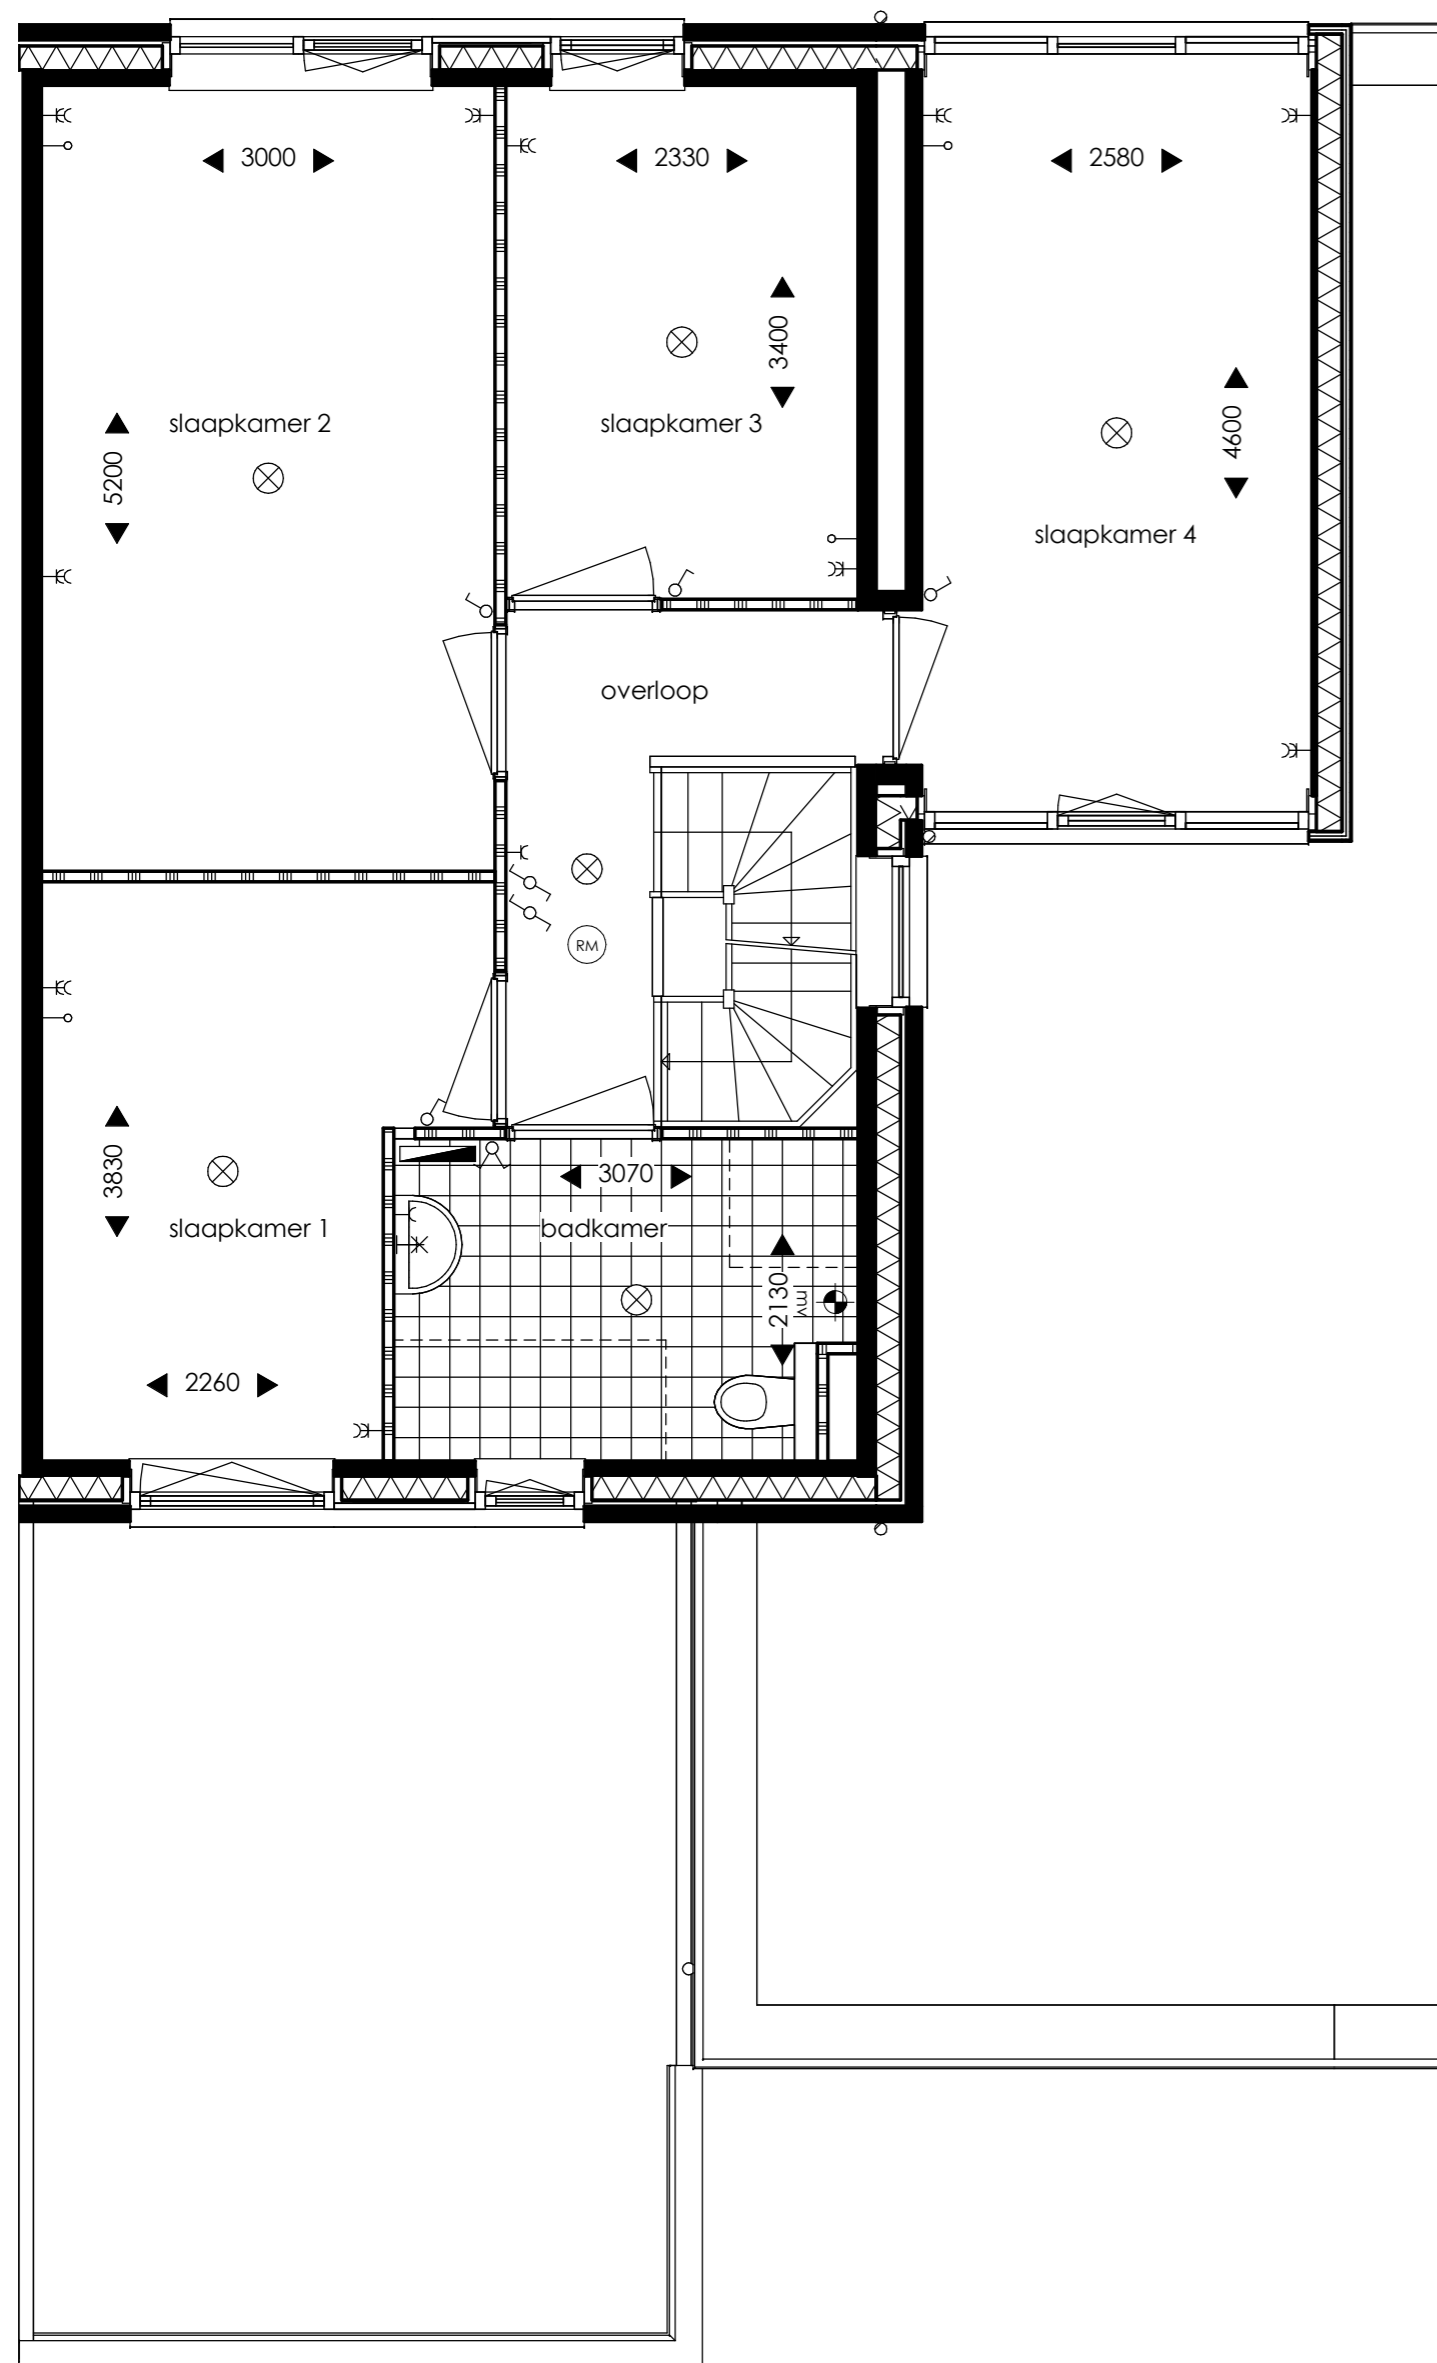 3000
2330
2580
3400
slaapkamer 2
slaapkamer 3
4600
5200
slaapkamer 4
overloop
RM
3830
3070
slaapkamer 1
badkamer
2130
mv
2260